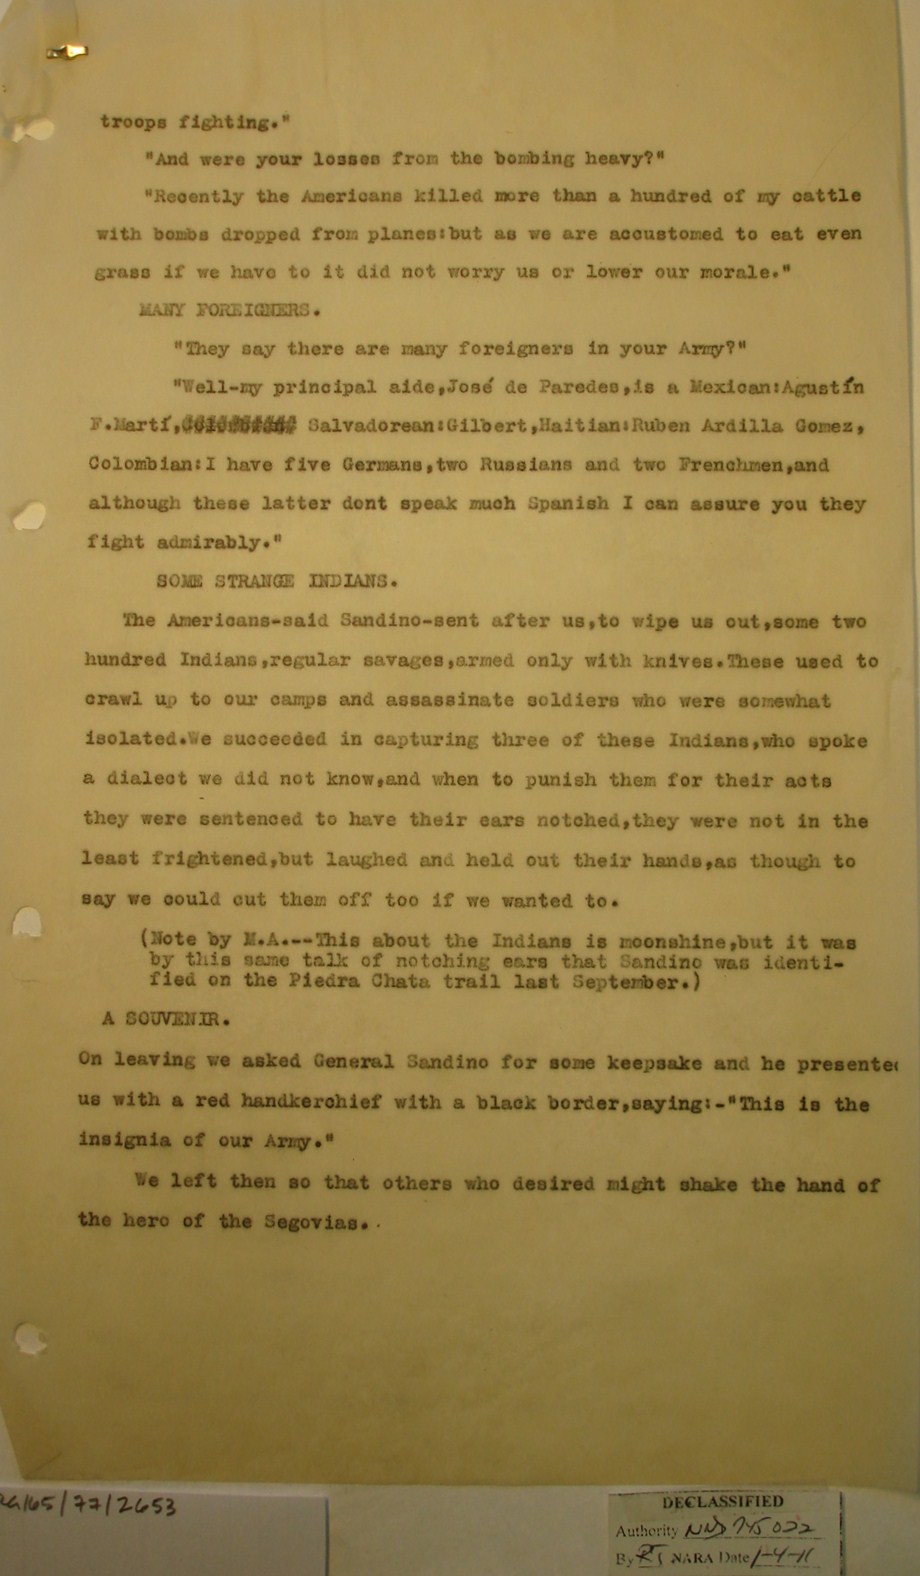 troops fighting."
"And were your losses from the bombing heavy?"
"Recently the Americans killed more than a hundred of my cattle
with bombs dropped from planes:but as we are accustomed to eat even
grass if we have to it did not worry us or lower our morale."
MANY FOREIGNERS.
"They say there are many foreigners in your Army?"
"Well-my principal aide,José de Paredes,is a Mexican:Agustín
F.Martí, Salvadorean:Gilbert,Haitian:Ruben Ardilla Gomez,
Colombian:I have five Germans,two Russians and two Frenchmen,and
although these latter dont speak much Spanish I can assure you they
fight admirably."
SOME STRANGE INDIANS.
The Americans-said Sandino-sent after us,to wipe us out,some two
hundred Indians,regular savages,armed only with knives.These used to
crawl up to our camps and assassinate soldiers who were somewhat
isolated.We succeeded in capturing three of these Indians,who spoke
a dialect we did not know,and when to punish them for their acts
they were sentenced to have their ears notched,they were not in the
least frightened,but laughed and held out their hands,as though to
say we could cut them off too if we wanted to.
(Note by M.A.--This about the Indians is moonshine,but it was
by this same talk of notching ears that Sandino was identi-
fied on the Piedra Chata trail last September.)
A SOUVENIR.
On leaving we asked General Sandino for some keepsake and he presented
us with a red handkerchief with a black border,saying:-"This is the
insignia of our Army."
We left then so that others who desired might shake the hand of
the hero of the Segovias.
RG165/77/2653
DECLASSIFIED
Authority NND 745022
By RT NARA Date 1-4-11